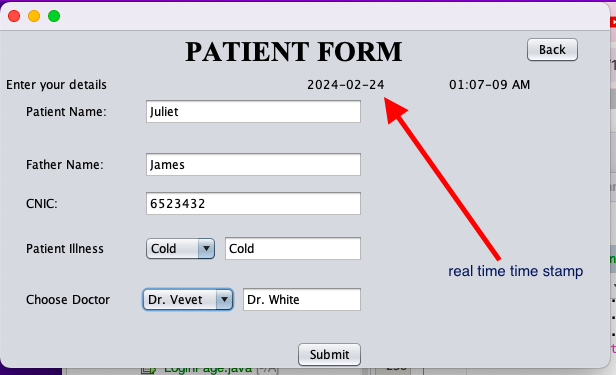 PATIENT FORM
Back
Enter your details
2024-02-24
01:07-09 AM
Patient Name:
Juliet
Father Name:
James
CNIC:
6523432
Patient Illness
Cold
Cold
real time time stamp
Choose Doctor
Dr. Vevet
Dr. White
Submit
LoginPage.java